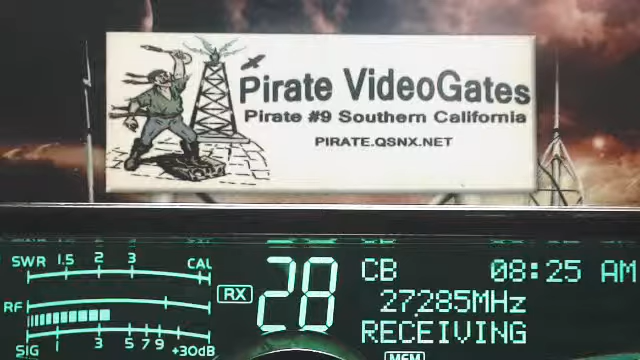 Pirate VideoGates
Pirate #9 Southern California
PIRATE.QSNX.NET
SWR 1.5 2 3 CAL
RF
SIG 1 3 5 7 9 +30dB
RX
28
CB 08:25 AM
27285MHz
RECEIVING
MEM